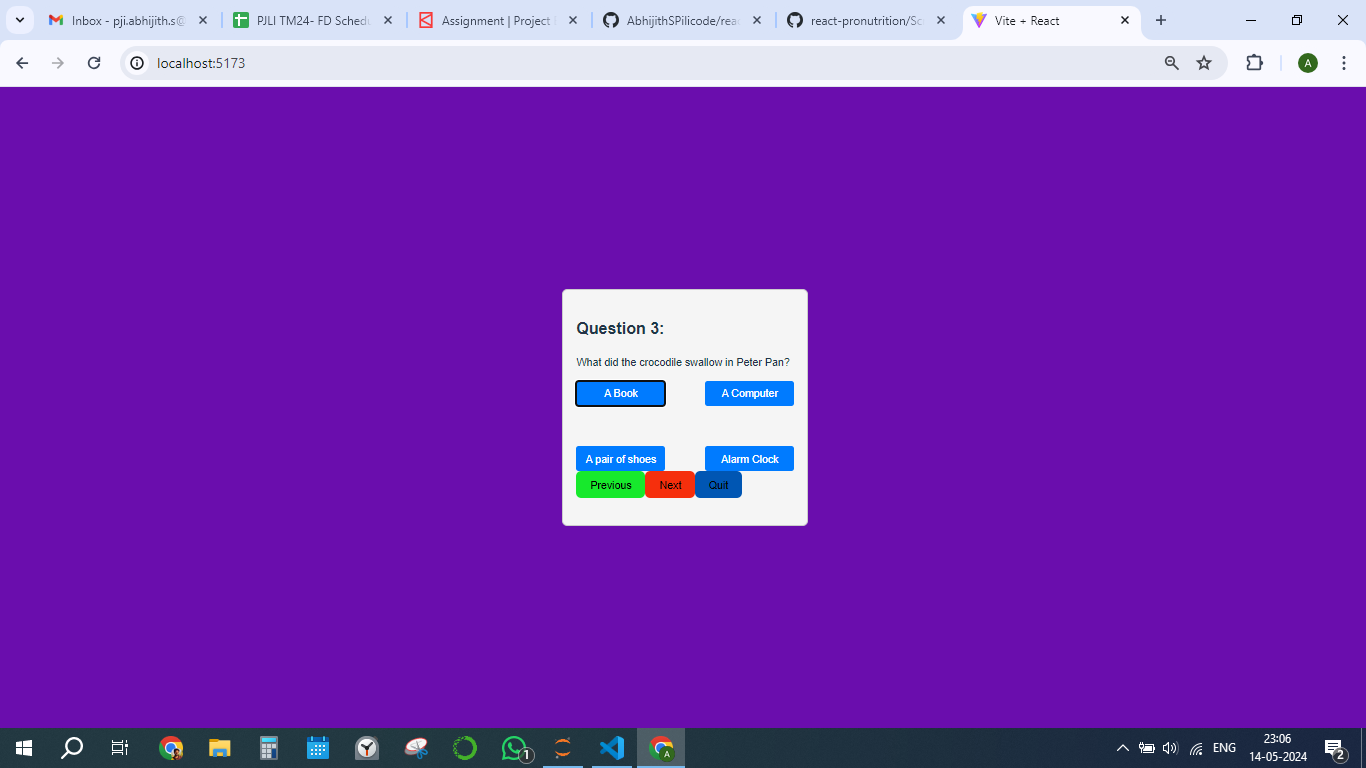 Inbox - pji.abhijith.s@
PJLI TM24- FD Sched
Assignment | Project L
AbhijithSPilicode/rea
react-pronutrition/Sc
Vite + React
localhost:5173
A
Question 3:
What did the crocodile swallow in Peter Pan?
A Book
A Computer
A pair of shoes
Alarm Clock
Previous
Next
Quit
1
A
ENG
23:06
14-05-2024
2